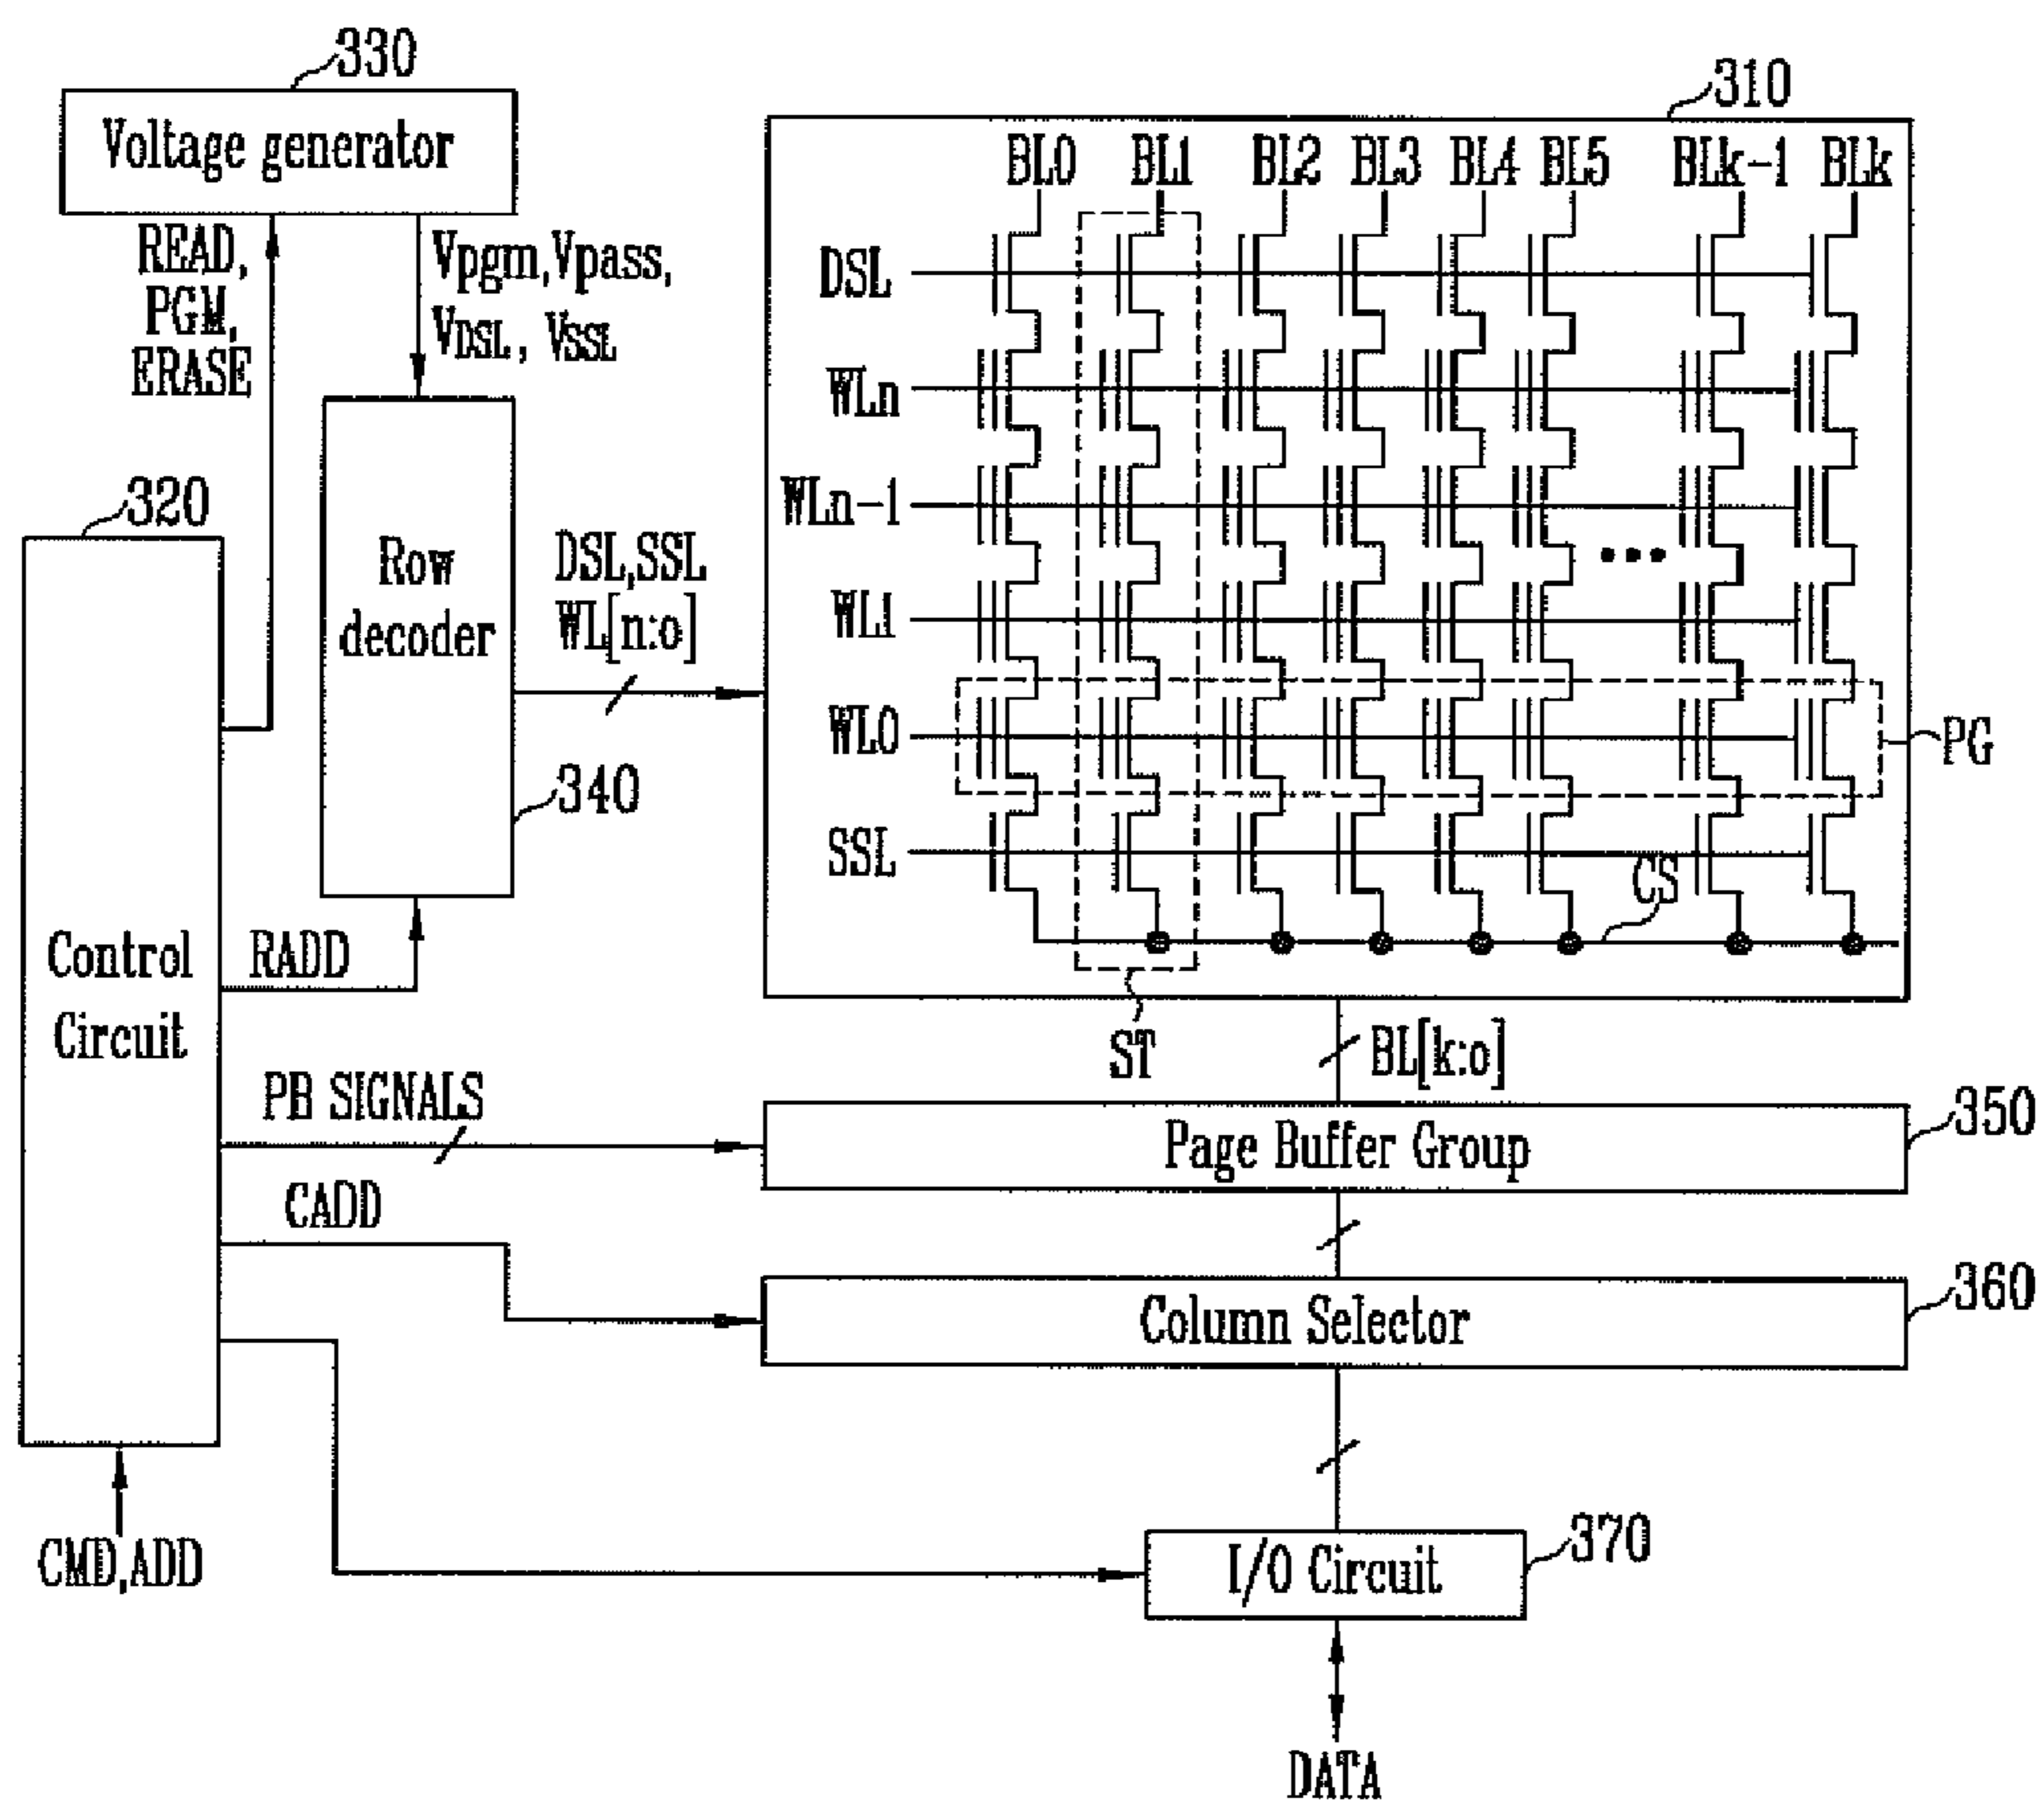 330
Voltage generator
READ,
PGM,
ERASE
Vpgm,Vpass,
VDSL, VSSL
310
BL0 BL1 BL2 BL3 BL4 BL5 BLk-1 BLk
DSL
WLn
WLn-1
WL1
WL0
SSL
PG
CS
ST
320
Control
Circuit
Row
decoder
340
DSL,SSL
WL[n:o]
RADD
BL[k:o]
PB SIGNALS
Page Buffer Group
350
CADD
Column Selector
360
CMD,ADD
I/O Circuit
370
DATA